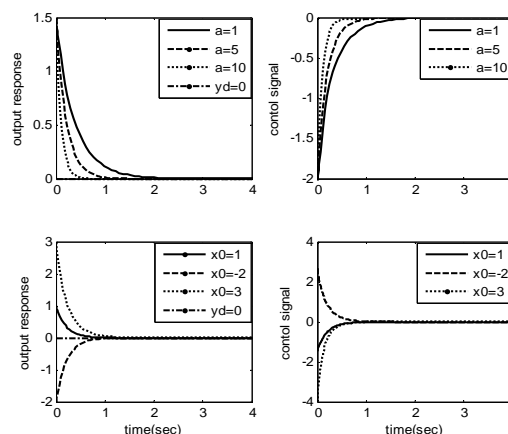 output response
1.5
1
0.5
0
0 1 2 3 4
a=1
a=5
a=10
yd=0
contol signal
0
-0.5
-1
-1.5
-2
0 1 2 3
a=1
a=5
a=10
output response
3
2
1
0
-1
-2
0 1 2 3 4
time(sec)
x0=1
x0=-2
x0=3
yd=0
contol signal
4
2
0
-2
-4
0 1 2 3
time(sec)
x0=1
x0=-2
x0=3